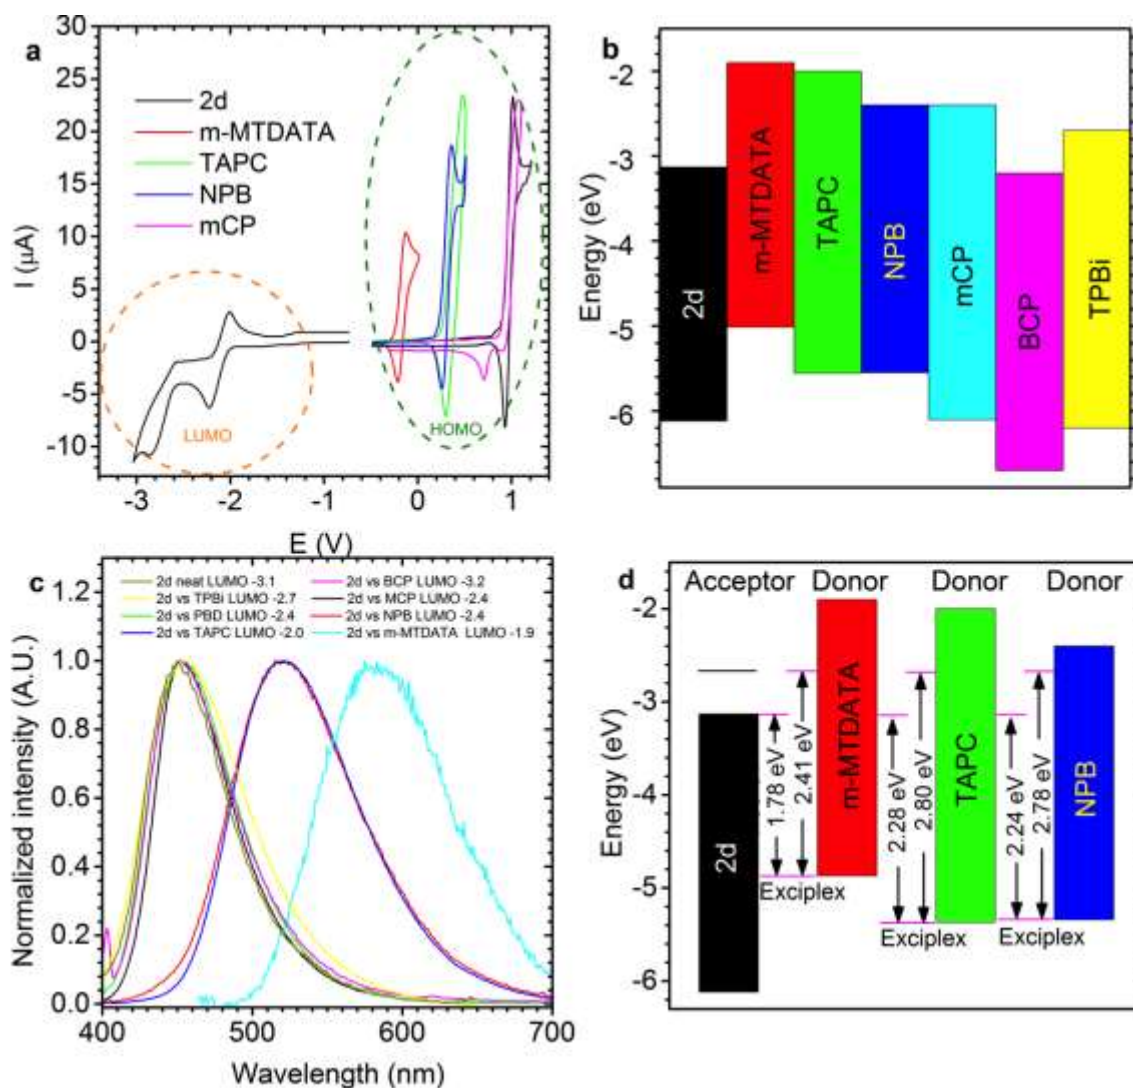 a
30
25
20
15
10
5
0
-5
-10
I (µA)
2d
m-MTDATA
TAPC
NPB
mCP
LUMO
HOMO
-3 -2 -1 0 1
E (V)
b
-2
-3
-4
-5
-6
Energy (eV)
2d
m-MTDATA
TAPC
NPB
mCP
BCP
TPBi
c
1.2
1.0
0.8
0.6
0.4
0.2
0.0
Normalized intensity (A.U.)
2d neat LUMO -3.1
2d vs TPBi LUMO -2.7
2d vs PBD LUMO -2.4
2d vs TAPC LUMO -2.0
2d vs BCP LUMO -3.2
2d vs MCP LUMO -2.4
2d vs NPB LUMO -2.4
2d vs m-MTDATA LUMO -1.9
400 500 600 700
Wavelength (nm)
d
Acceptor Donor Donor Donor
-2
-3
-4
-5
-6
Energy (eV)
2d
1.78 eV
2.41 eV
Exciplex
m-MTDATA
2.28 eV
2.80 eV
Exciplex
TAPC
2.24 eV
2.78 eV
Exciplex
NPB